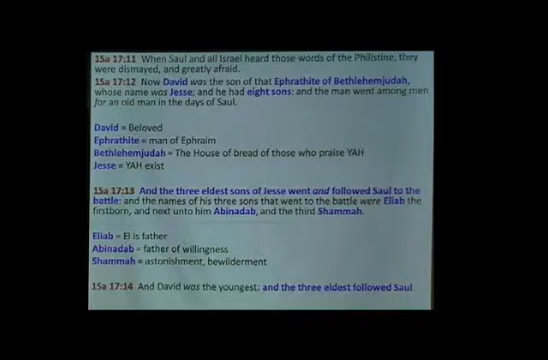 1Sa 17:11 When Saul and all Israel heard those words of the Philistine, they
were dismayed, and greatly afraid.
1Sa 17:12 Now David was the son of that Ephrathite of Bethlehemjudah,
whose name was Jesse; and he had eight sons: and the man went among men
for an old man in the days of Saul.
David = Beloved
Ephrathite = man of Ephraim
Bethlehemjudah = The House of bread of those who praise YAH
Jesse = YAH exist
1Sa 17:13 And the three eldest sons of Jesse went and followed Saul to the
battle: and the names of his three sons that went to the battle were Eliab the
firstborn, and next unto him Abinadab, and the third Shammah.
Eliab = El is father
Abinadab = father of willingness
Shammah = astonishment, bewilderment
1Sa 17:14 And David was the youngest: and the three eldest followed Saul.